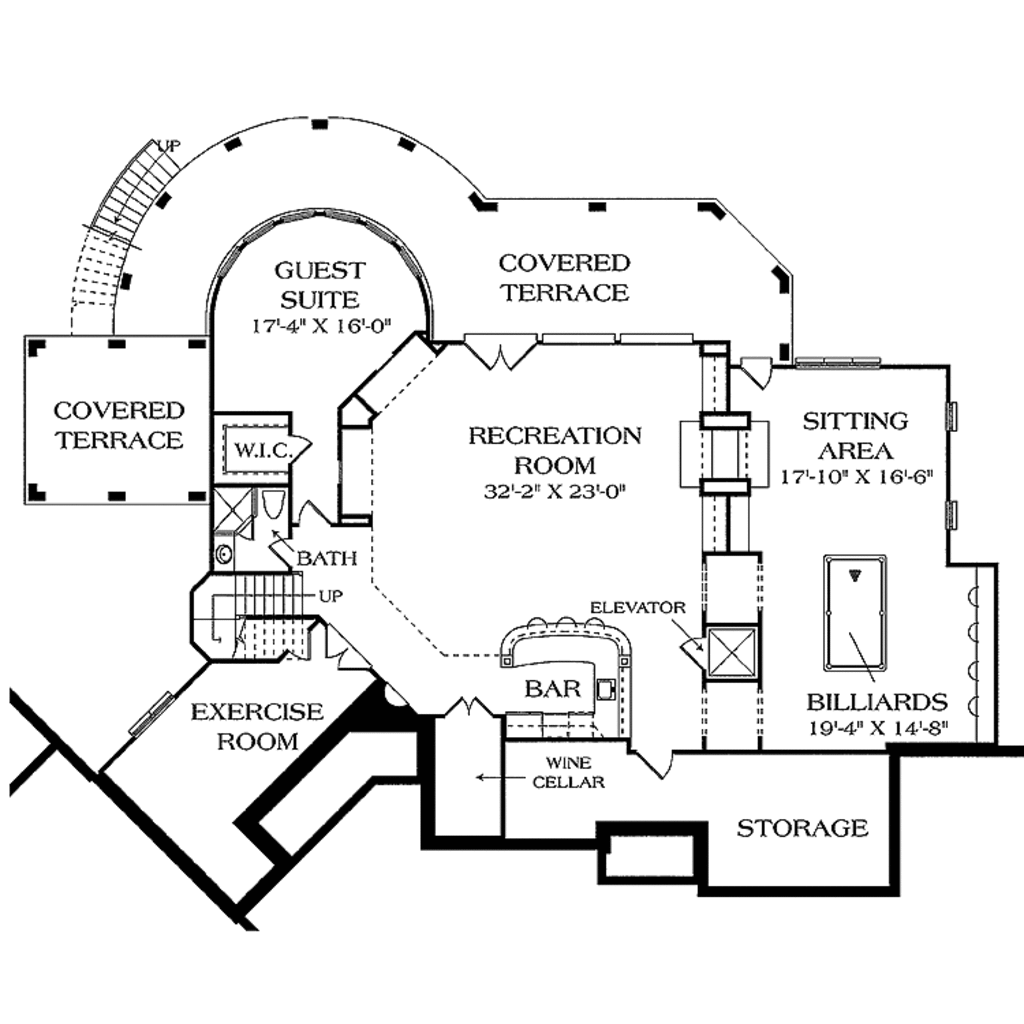 UP
GUEST
SUITE
17'-4" X 16'-0"
COVERED
TERRACE
COVERED
TERRACE
W.I.C.
RECREATION
ROOM
32'-2" X 23'-0"
SITTING
AREA
17'-10" X 16'-6"
BATH
UP
ELEVATOR
BAR
BILLIARDS
19'-4" X 14'-8"
EXERCISE
ROOM
WINE
CELLAR
STORAGE